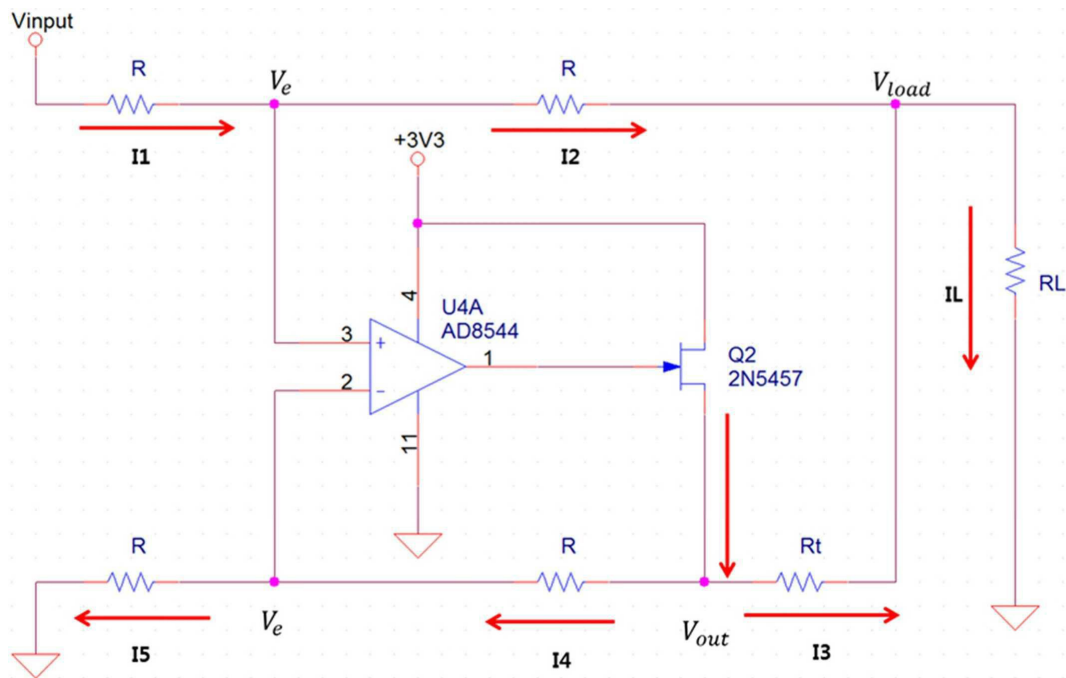 Vinput
R
Ve
R
Vload
I1
I2
+3V3
4
U4A
AD8544
3
+
1
2
-
11
Q2
2N5457
IL
RL
R
R
Rt
Ve
Vout
I5
I4
I3